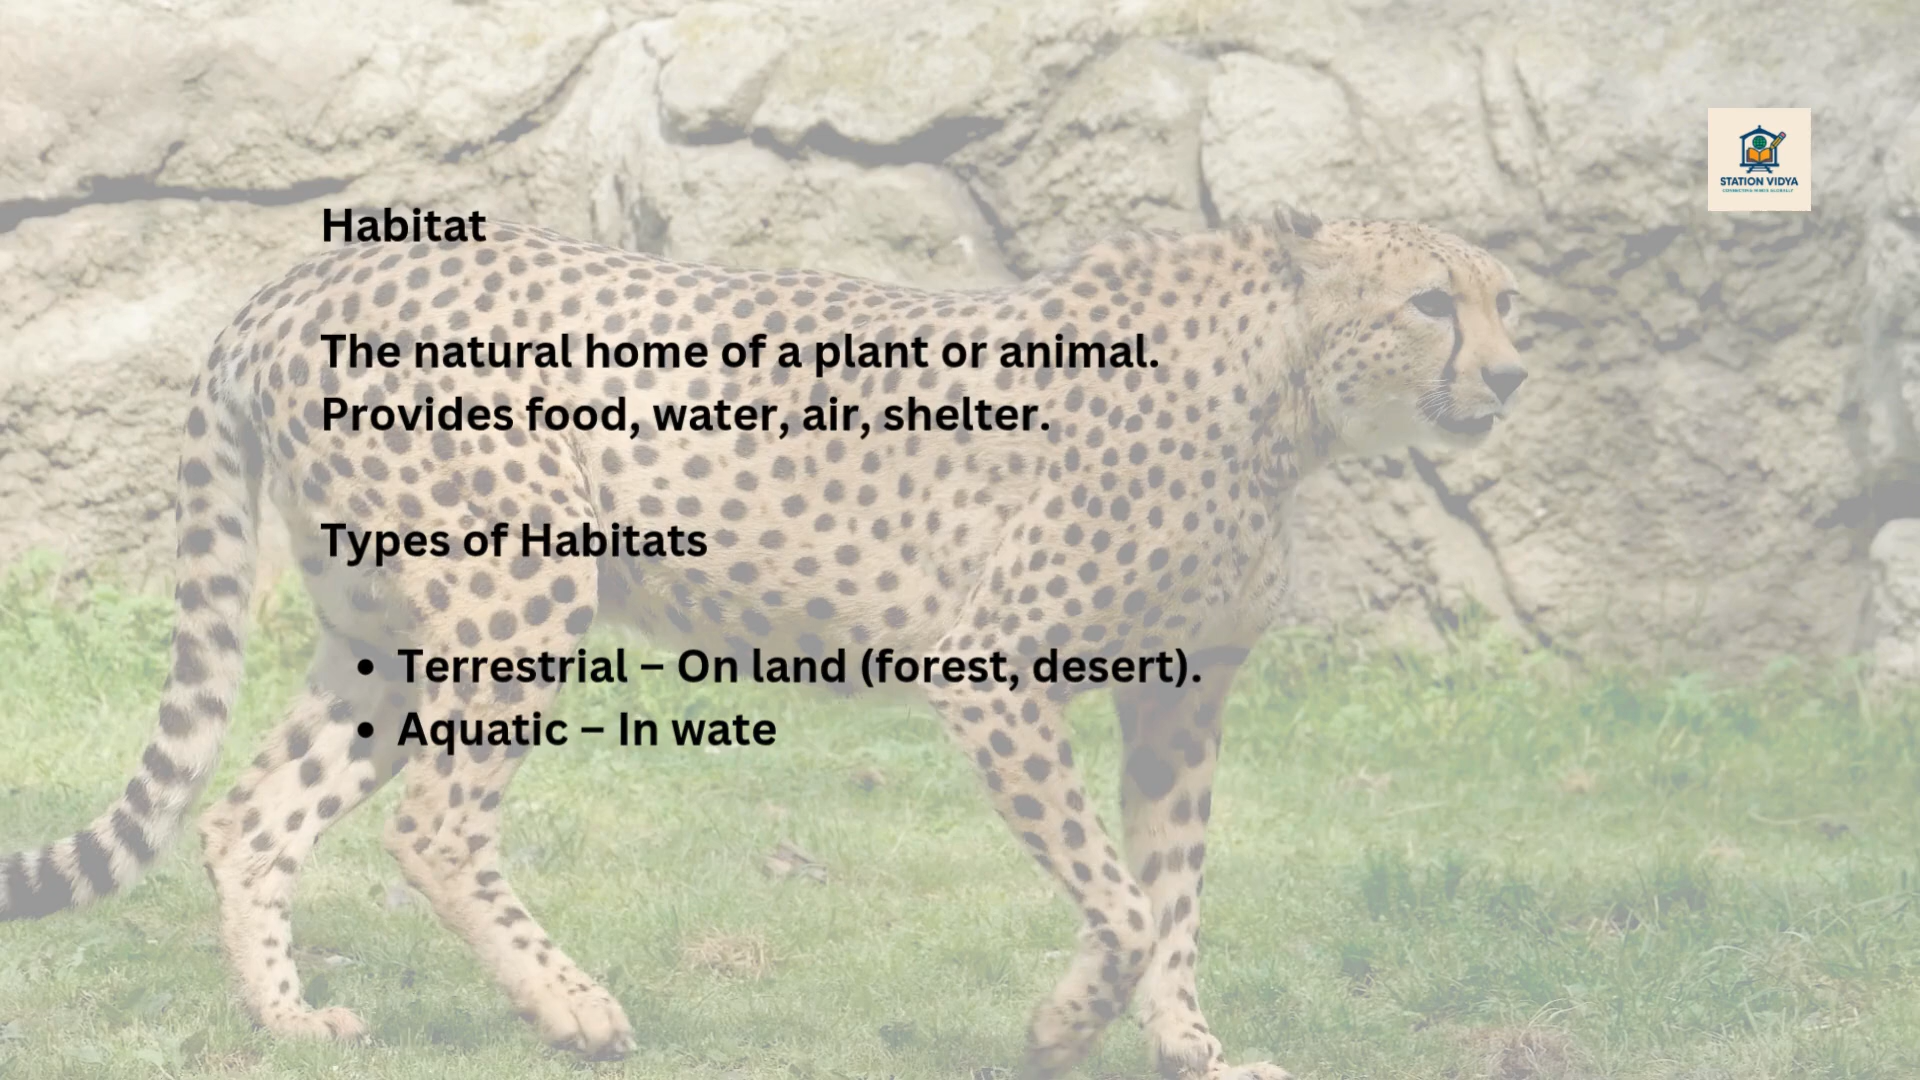 STATION VIDYA
Habitat
The natural home of a plant or animal.
Provides food, water, air, shelter.
Types of Habitats
• Terrestrial – On land (forest, desert).
• Aquatic – In wate